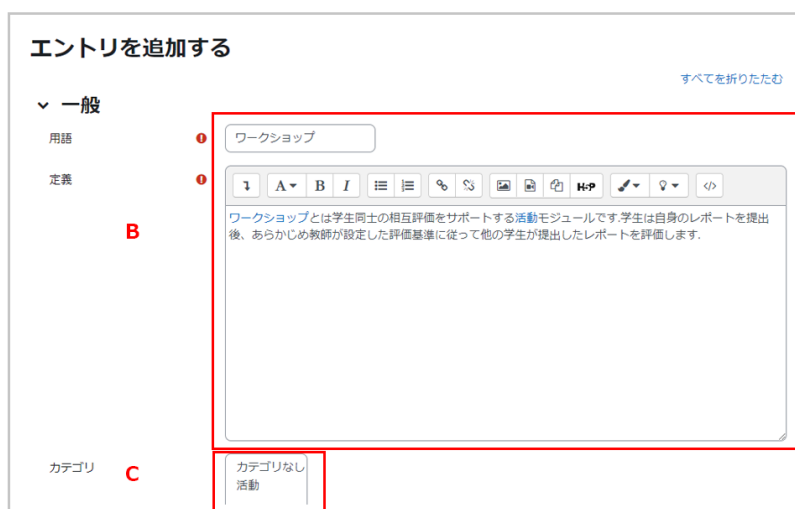 エントリを追加する
すべてを折りたたむ
一般
用語
ワークショップ
定義
A B I H-P </>
ワークショップとは学生同士の相互評価をサポートする活動モジュールです.学生は自身のレポートを提出
後、あらかじめ教師が設定した評価基準に従って他の学生が提出したレポートを評価します.
B
カテゴリ
C
カテゴリなし
活動